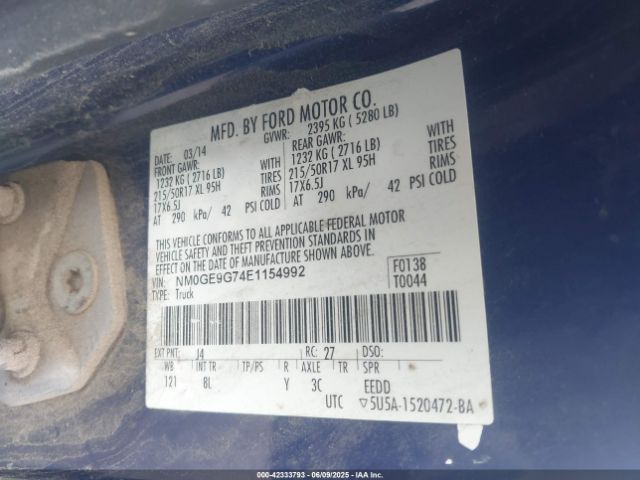 MFD. BY FORD MOTOR CO.
DATE: 03/14 GVWR: 2395 KG ( 5280 LB)
FRONT GAWR: REAR GAWR:
1232 KG ( 2716 LB) WITH 1232 KG ( 2716 LB) WITH
215/50R17 XL 95H TIRES 215/50R17 XL 95H TIRES
17X6.5J RIMS 17X6.5J RIMS
AT 290 kPa/ 42 PSI COLD AT 290 kPa/ 42 PSI COLD
THIS VEHICLE CONFORMS TO ALL APPLICABLE FEDERAL MOTOR
VEHICLE SAFETY AND THEFT PREVENTION STANDARDS IN
EFFECT ON THE DATE OF MANUFACTURE SHOWN ABOVE.
VIN: NM0GE9G74E1154992 F0138
TYPE: Truck T0044
EXT PNT: J4 RC: 27 DSO:
WB INT TR TP/PS R AXLE TR SPR
121 BL Y 3C EEDD
UTC ▽5U5A-1520472-BA
000-42333793 - 06/09/2025 - IAAI.com